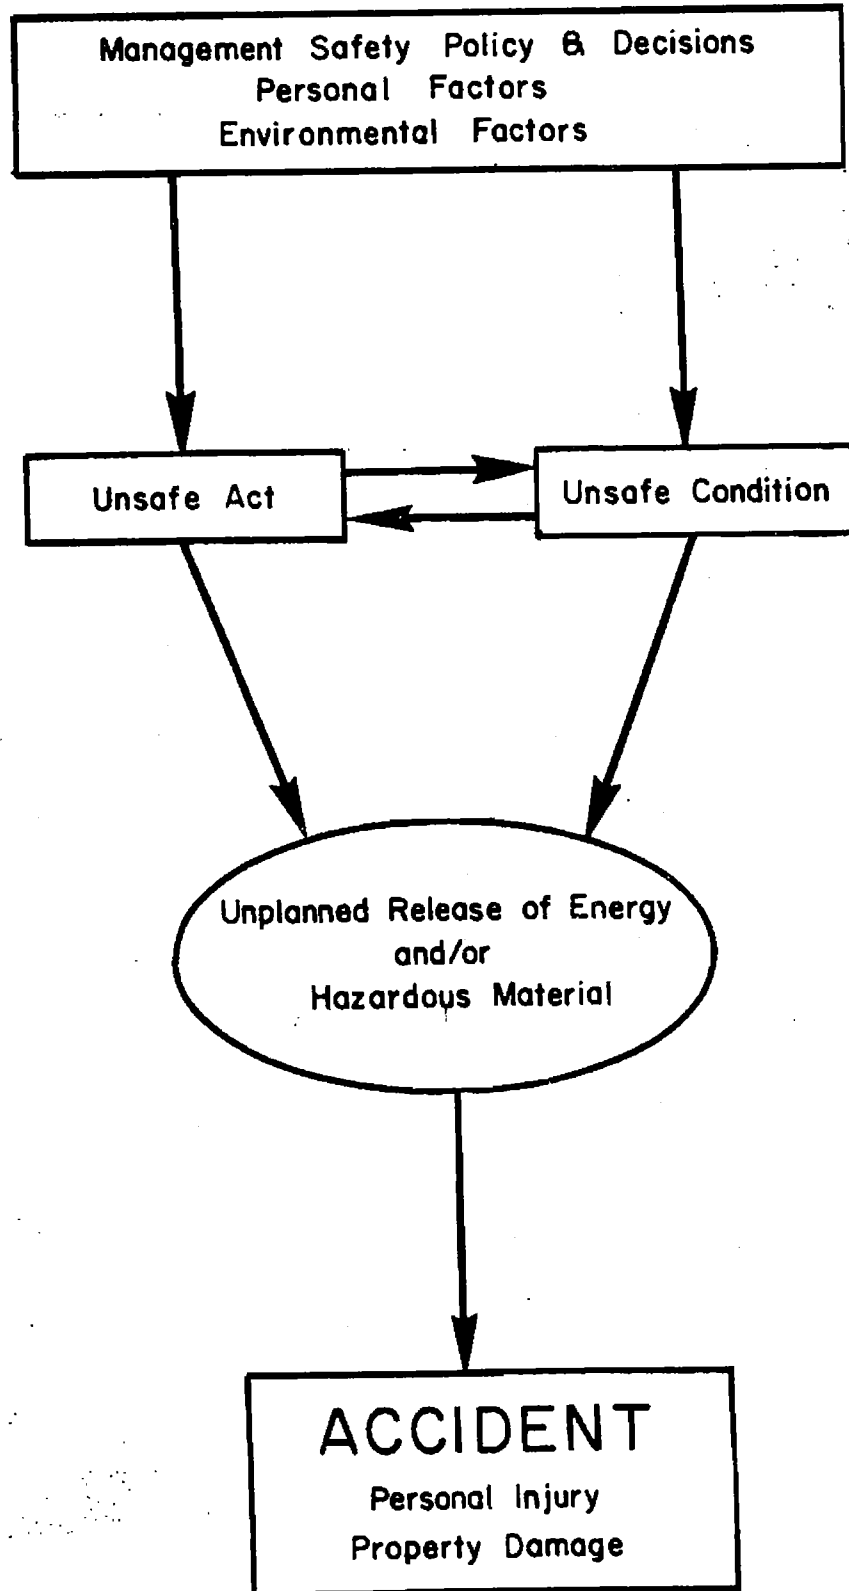 Management Safety Policy & Decisions
Personal Factors
Environmental Factors
Unsafe Act
Unsafe Condition
Unplanned Release of Energy
and/or
Hazardous Material
ACCIDENT
Personal Injury
Property Damage